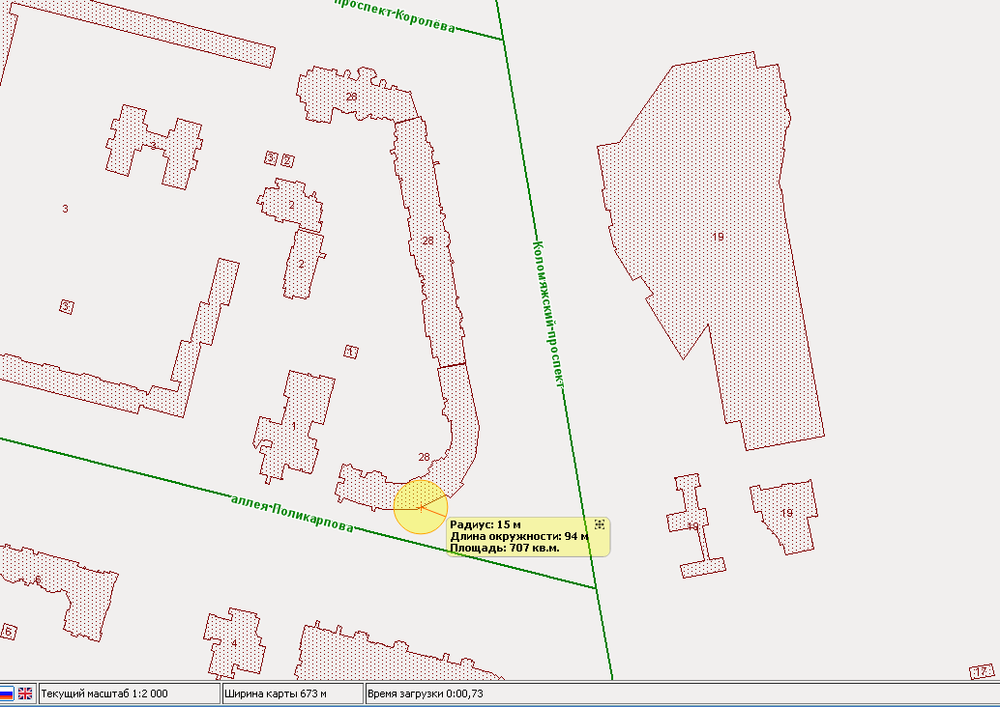 проспект Королёва
28
3
3
2
3
2
28
19
2
3
1
Коломяжский проспект
1
28
аллея Поликарпова
Радиус: 15 м
Длина окружности: 94 м
Площадь: 707 кв.м.
19
19
6
6
4
17
Текущий масштаб 1:2 000
Ширина карты 673 м
Время загрузки 0:00,73